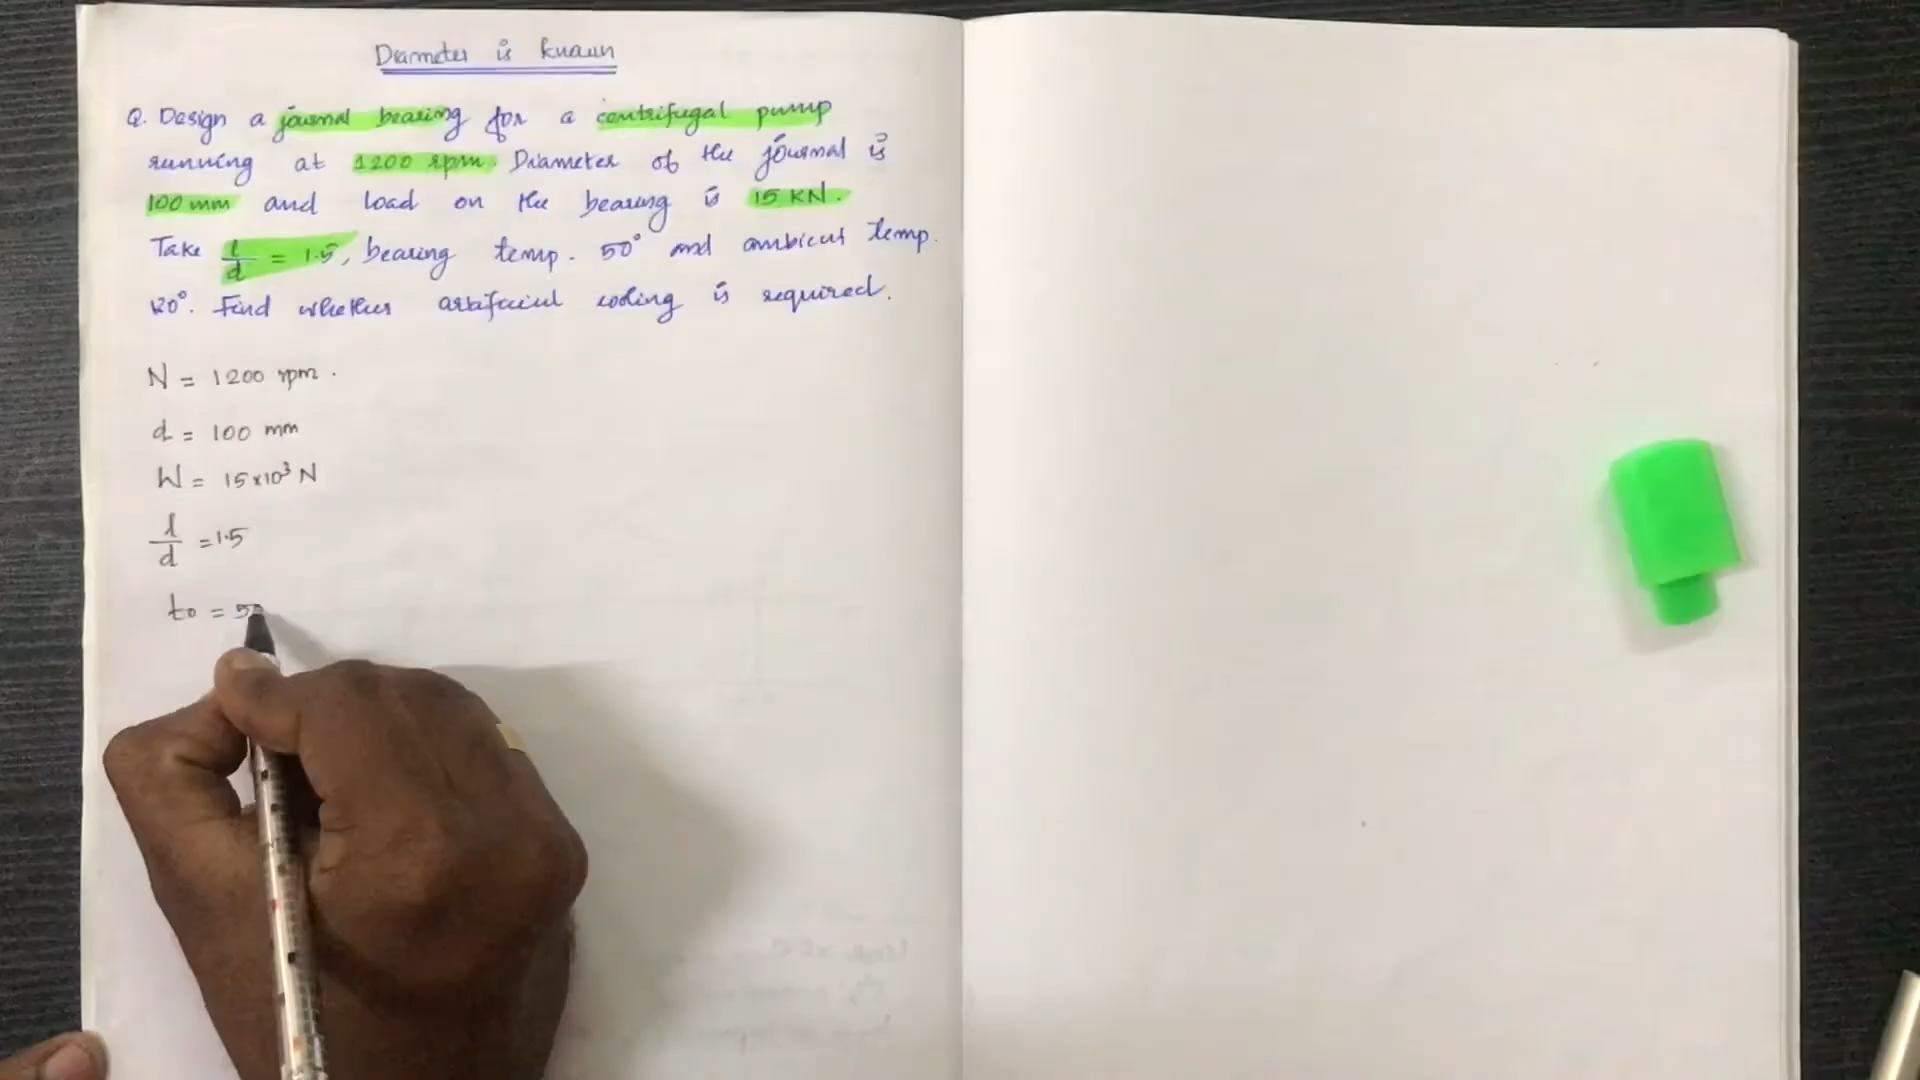 Diameter is known
Q. Design a journal bearing for a centrifugal pump
running at 1200 rpm. Diameter of the journal is
100 mm and load on the bearing is 15 KN.
Take l/d = 1.5, bearing temp. 50° and ambient temp.
20°. Find whether artificial cooling is required.
N = 1200 rpm.
d = 100 mm
W = 15×10³ N
l/d = 1.5
to = 5